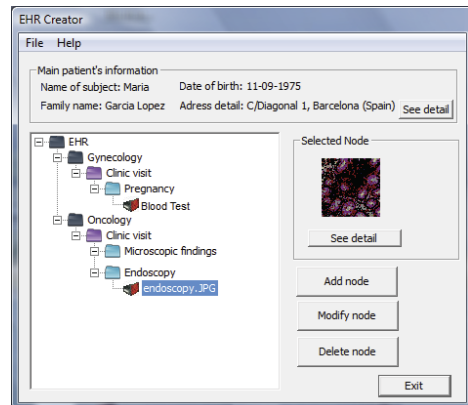 EHR Creator
File Help
Main patient's information
Name of subject: Maria Date of birth: 11-09-1975
Family name: Garcia Lopez Adress detail: C/Diagonal 1, Barcelona (Spain) See detail
EHR
Gynecology
Clinic visit
Pregnancy
Blood Test
Oncology
Clinic visit
Microscopic findings
Endoscopy
endoscopy.JPG
Selected Node
See detail
Add node
Modify node
Delete node
Exit